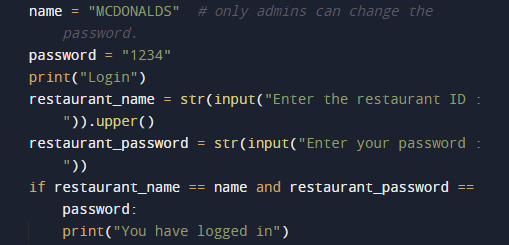 name = "MCDONALDS"  # only admins can change the
password.
password = "1234"
print("Login")
restaurant_name = str(input("Enter the restaurant ID :
")).upper()
restaurant_password = str(input("Enter your password :
"))
if restaurant_name == name and restaurant_password ==
password:
print("You have logged in")